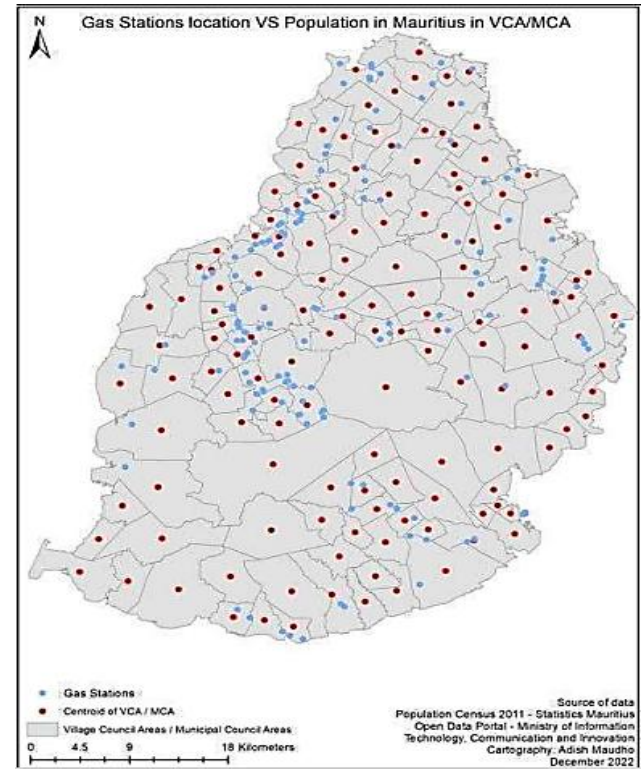 Gas Stations location VS Population in Mauritius in VCA/MCA
N
Gas Stations
Centroid of VCA / MCA
Village Council Areas / Municipal Council Areas
0 4.5 9 18 Kilometers
Source of data
Population Census 2011 - Statistics Mauritius
Open Data Portal - Ministry of Information
Technology, Communication and Innovation
Cartography: Adish Maudho
December 2022